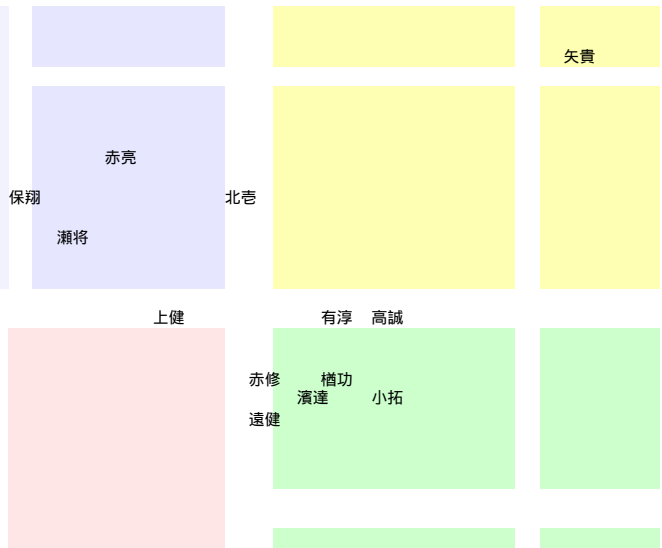 矢貴
赤亮
保翔
北壱
瀬将
上健
有淳
高誠
赤修
楢功
濱達
小拓
遠健